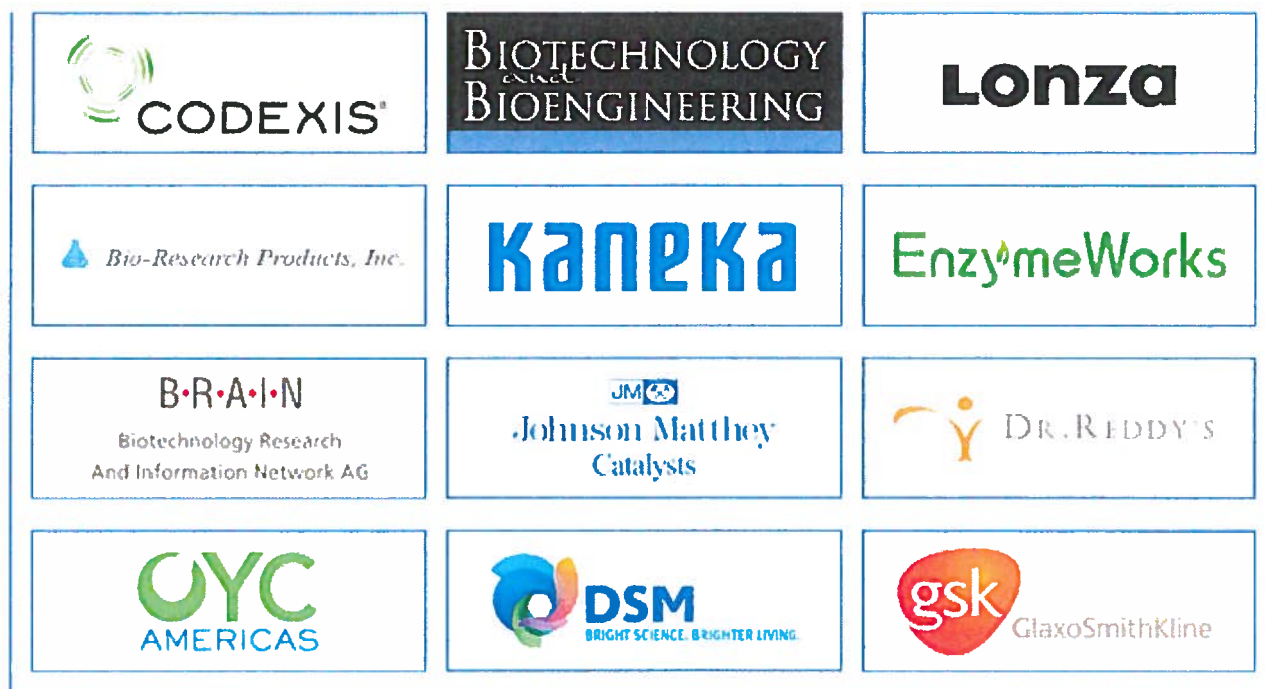 CODEXIS®
BIOTECHNOLOGY
and
BIOENGINEERING
Lonza
Bio-Research Products, Inc.
Kaneka
EnzymeWorks
B·R·A·I·N
Biotechnology Research
And Information Network AG
JM
Johnson Matthey
Catalysts
DR.REDDY'S
OYC
AMERICAS
DSM
BRIGHT SCIENCE. BRIGHTER LIVING.
gsk
GlaxoSmithKline